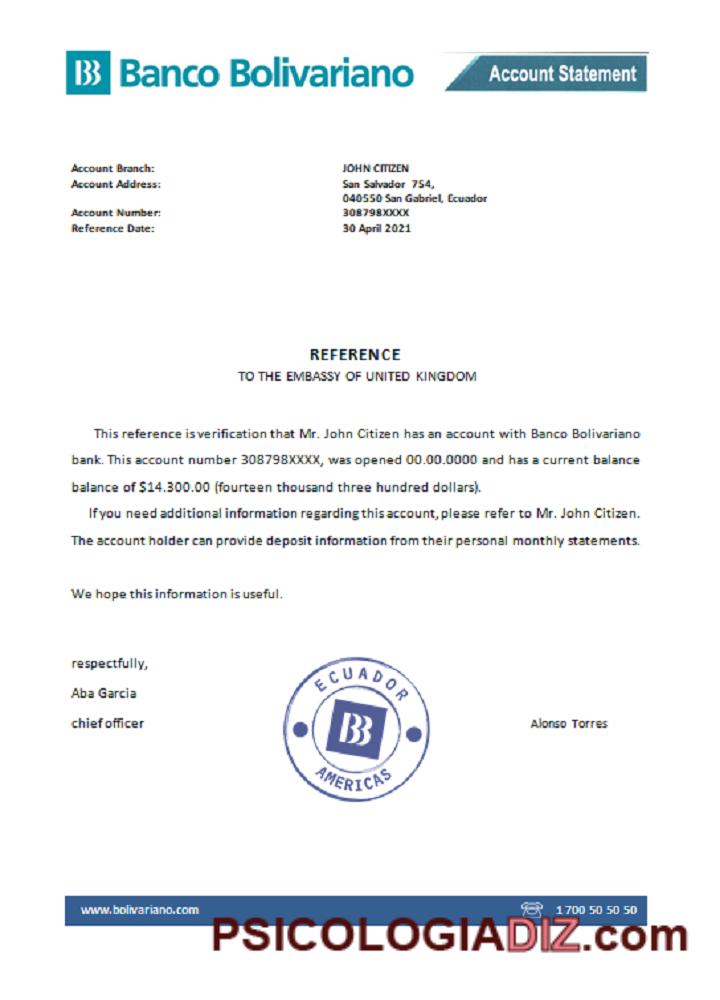 BB Banco Bolivariano
Account Statement
Account Branch: JOHN CITIZEN
Account Address: San Salvador 754,
040550 San Gabriel, Ecuador
Account Number: 308798XXXX
Reference Date: 30 April 2021
REFERENCE
TO THE EMBASSY OF UNITED KINGDOM
This reference is verification that Mr. John Citizen has an account with Banco Bolivariano
bank. This account number 308798XXXX, was opened 00.00.0000 and has a current balance
balance of $14.300.00 (fourteen thousand three hundred dollars).
If you need additional information regarding this account, please refer to Mr. John Citizen.
The account holder can provide deposit information from their personal monthly statements.
We hope this information is useful.
respectfully,
Aba Garcia
chief officer
ECUADOR
BB
AMERICAS
Alonso Torres
www.bolivariano.com 1700 50 50 50
PSICOLOGIADIZ.com